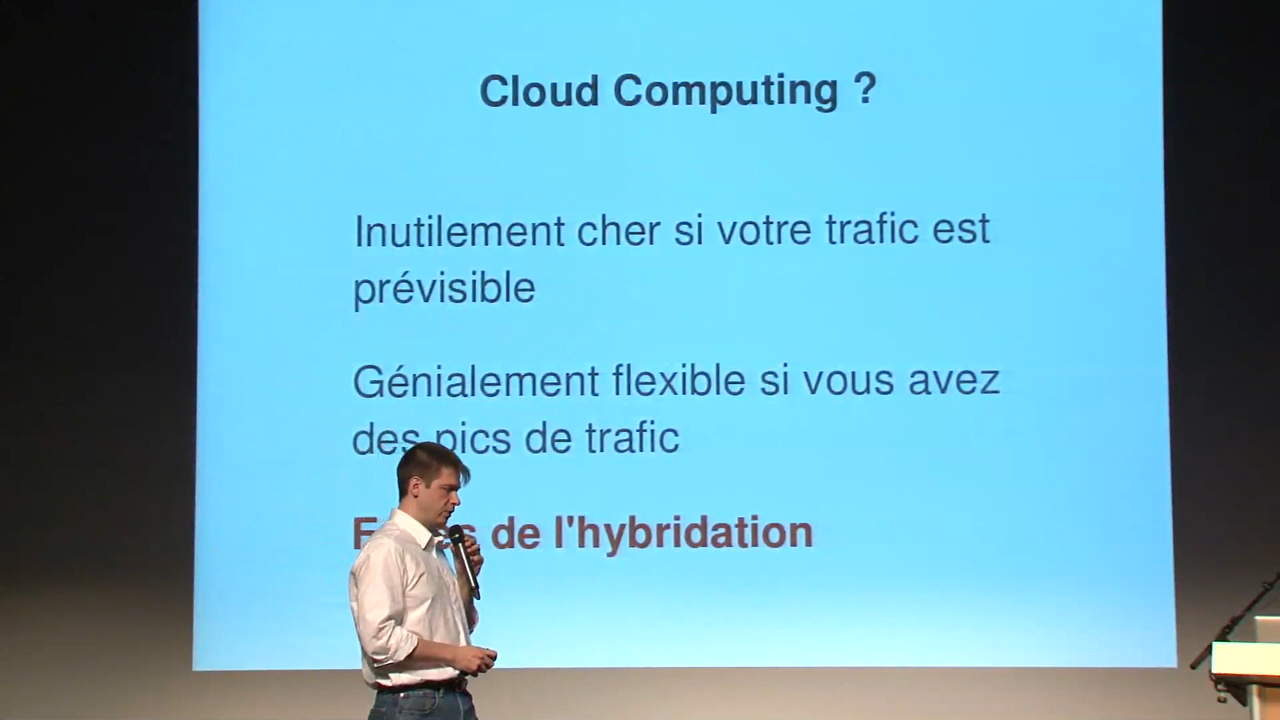 Cloud Computing ?
Inutilement cher si votre trafic est
prévisible
Génialement flexible si vous avez
des pics de trafic
de l'hybridation